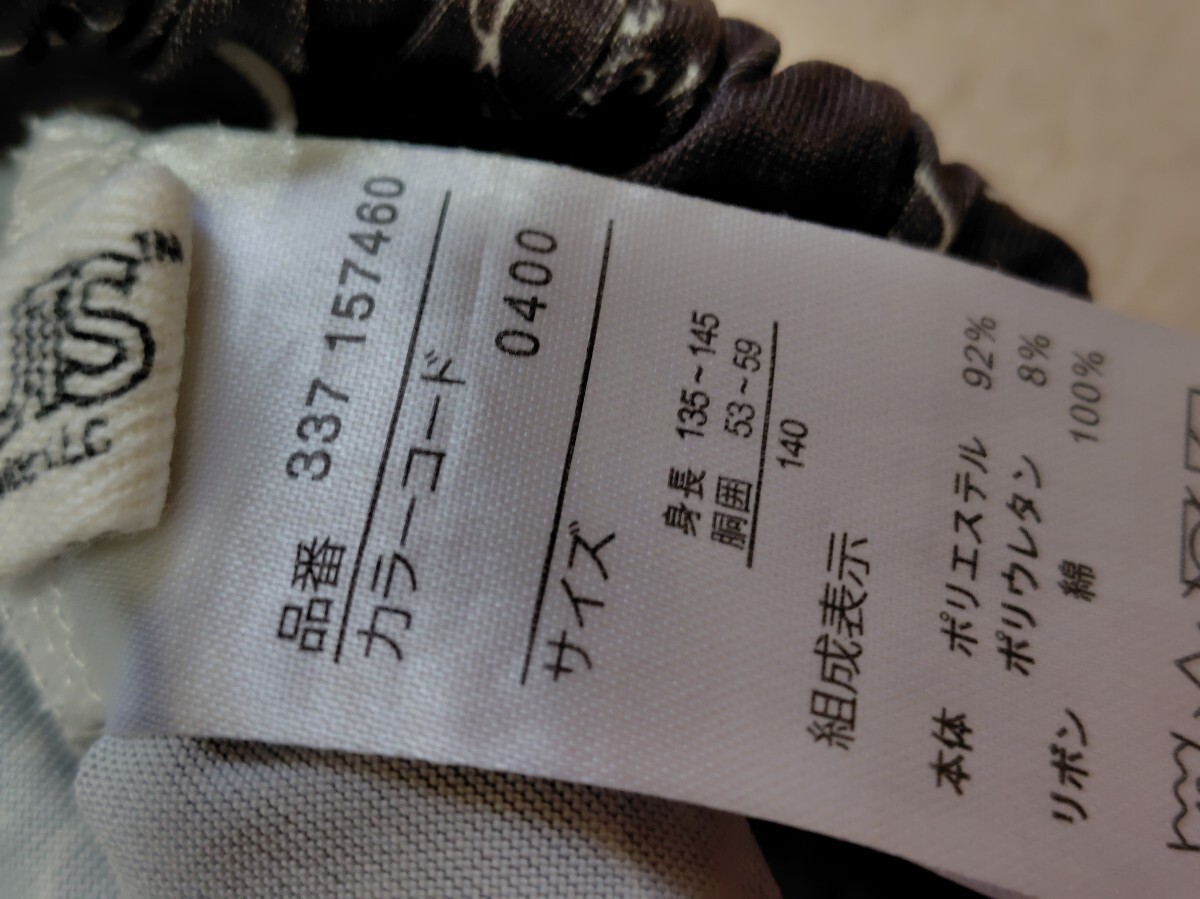 品番 337 157460
カラーコード
0400
サイズ
身長 135~145
胴囲 53~59
140
組成表示
本体 ポリエステル 92%
ポリウレタン 8%
リボン 綿 100%